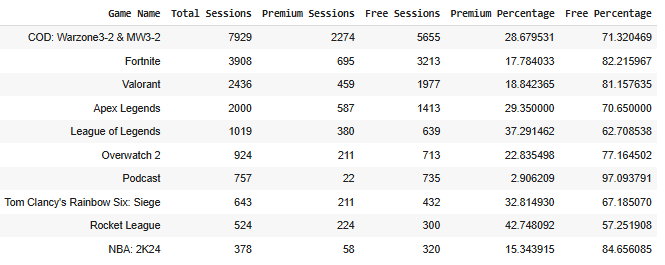 Game Name Total Sessions Premium Sessions Free Sessions Premium Percentage Free Percentage
COD: Warzone3-2 & MW3-2 7929 2274 5655 28.679531 71.320469
Fortnite 3908 695 3213 17.784033 82.215967
Valorant 2436 459 1977 18.842365 81.157635
Apex Legends 2000 587 1413 29.350000 70.650000
League of Legends 1019 380 639 37.291462 62.708538
Overwatch 2 924 211 713 22.835498 77.164502
Podcast 757 22 735 2.906209 97.093791
Tom Clancy's Rainbow Six: Siege 643 211 432 32.814930 67.185070
Rocket League 524 224 300 42.748092 57.251908
NBA: 2K24 378 58 320 15.343915 84.656085